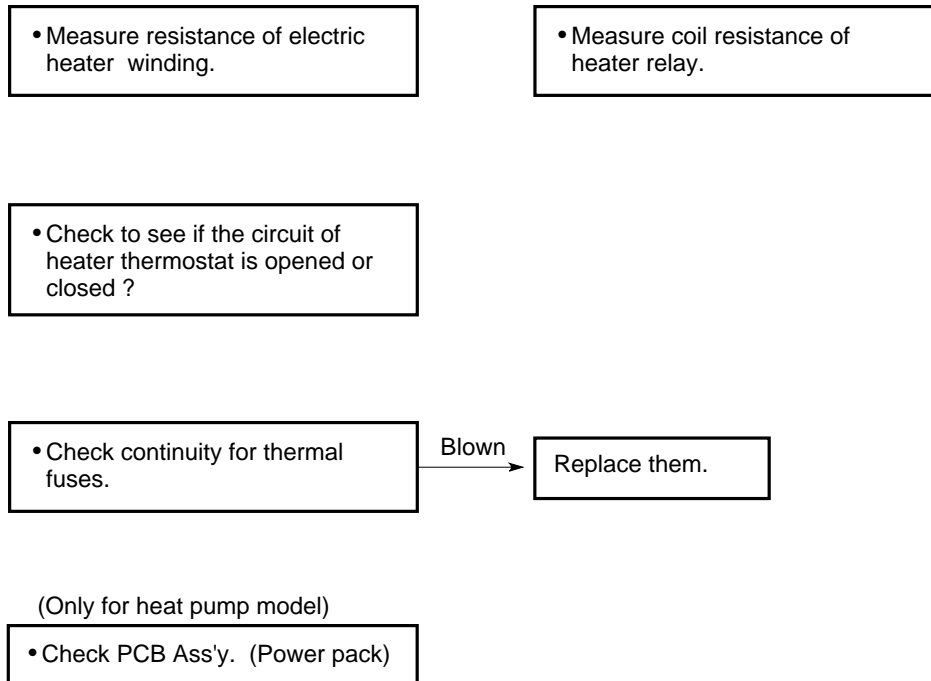 • Measure resistance of electric
heater winding.
• Measure coil resistance of
heater relay.
• Check to see if the circuit of
heater thermostat is opened or
closed ?
• Check continuity for thermal
fuses.
Blown
Replace them.
(Only for heat pump model)
• Check PCB Ass'y. (Power pack)